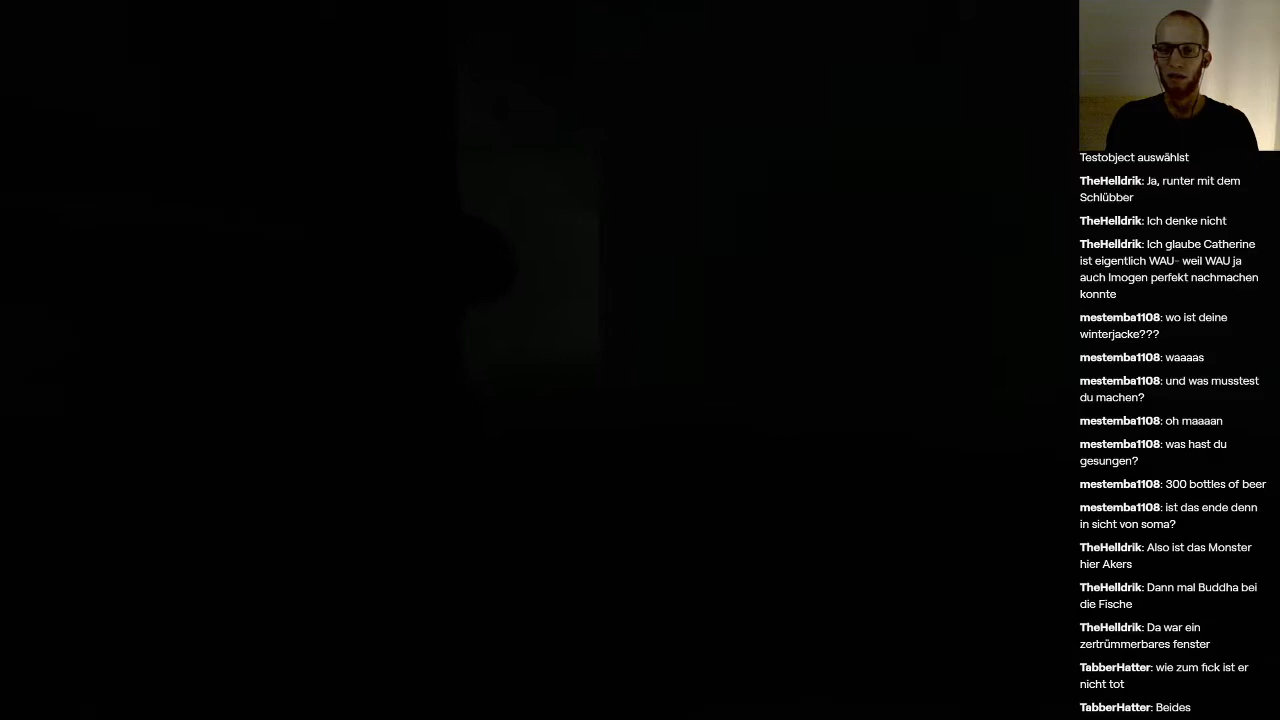 Testobject auswählst
TheHelldrik: Ja, runter mit dem
Schlübber
TheHelldrik: Ich denke nicht
TheHelldrik: Ich glaube Catherine
ist eigentlich WAU- weil WAU ja
auch Imogen perfekt nachmachen
konnte
mestemba1108: wo ist deine
winterjacke???
mestemba1108: waaaas
mestemba1108: und was musstest
du machen?
mestemba1108: oh maaaan
mestemba1108: was hast du
gesungen?
mestemba1108: 300 bottles of beer
mestemba1108: ist das ende denn
in sicht von soma?
TheHelldrik: Also ist das Monster
hier Akers
TheHelldrik: Dann mal Buddha bei
die Fische
TheHelldrik: Da war ein
zertrümmerbares fenster
TabberHatter: wie zum fick ist er
nicht tot
TabberHatter: Beides